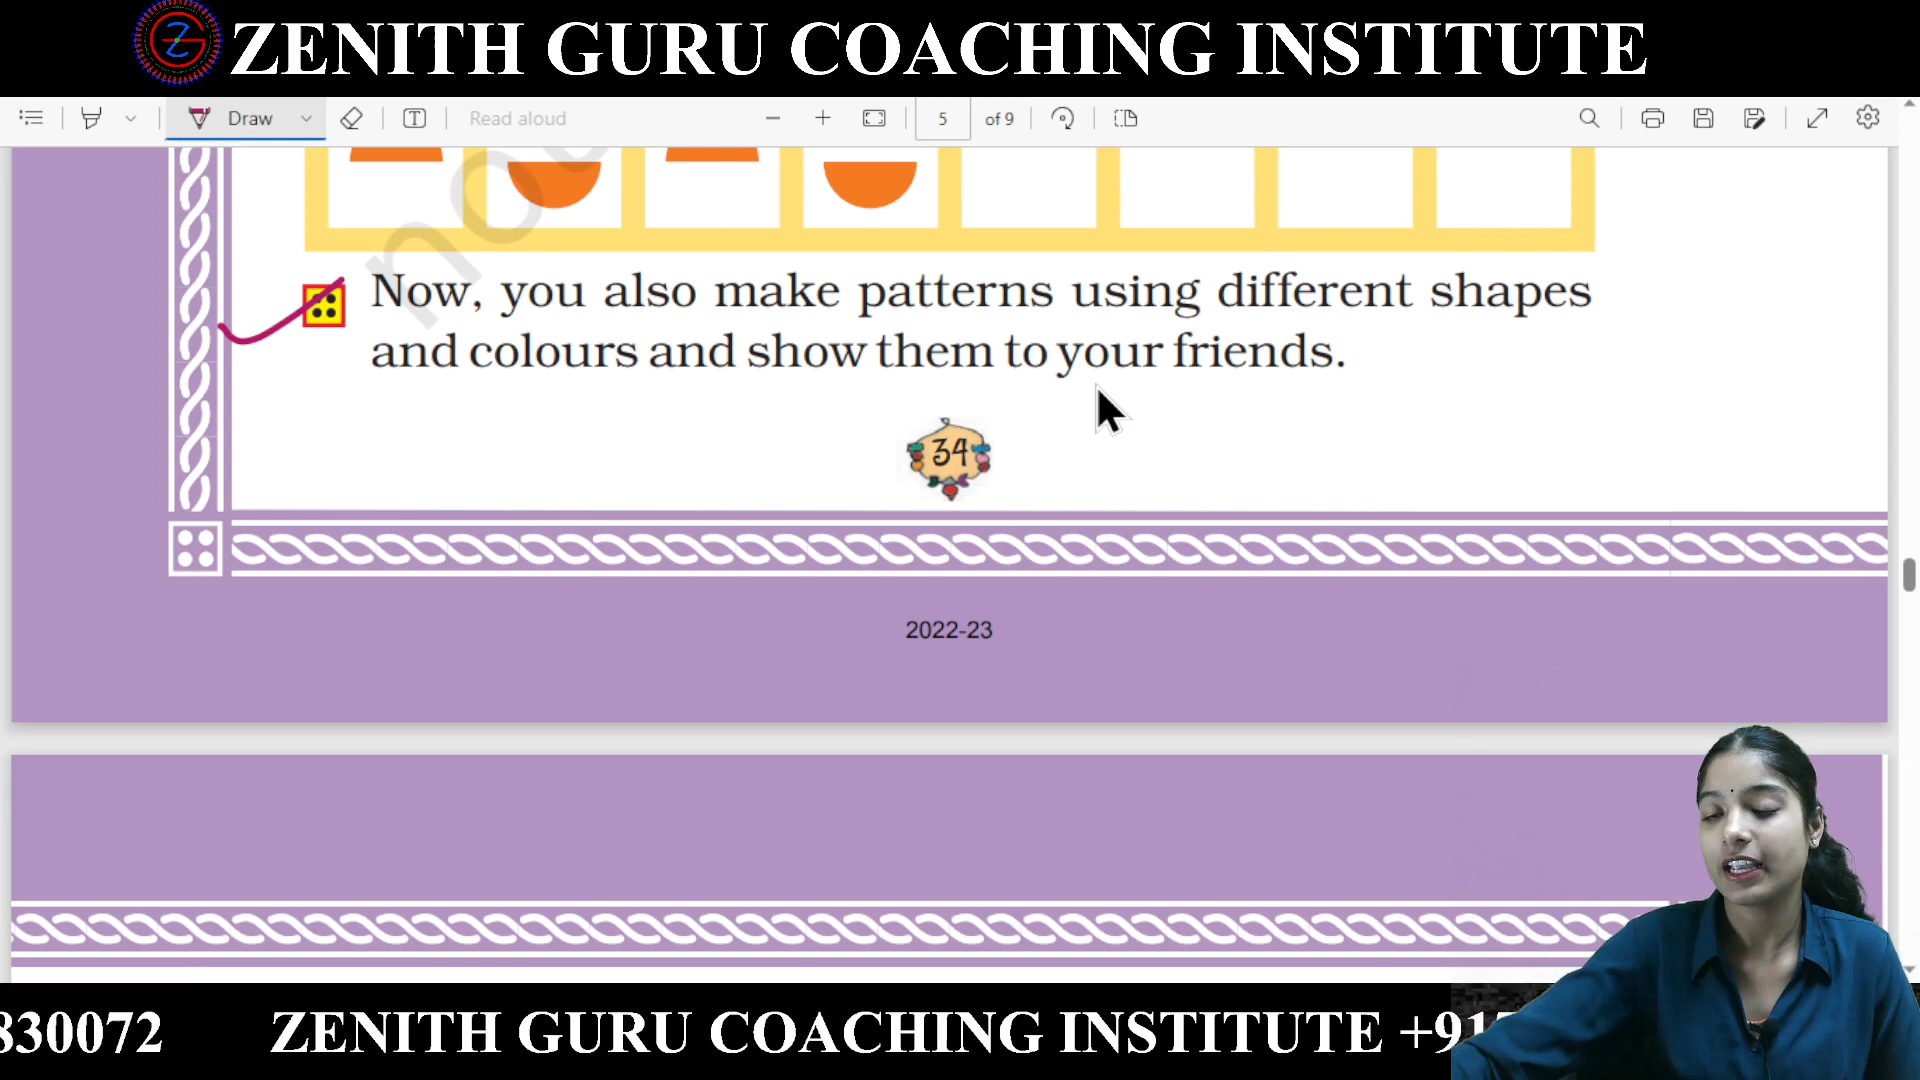 ZENITH GURU COACHING INSTITUTE
Draw
Read aloud
5 of 9
Now, you also make patterns using different shapes
and colours and show them to your friends.
34
2022-23
830072 ZENITH GURU COACHING INSTITUTE +91